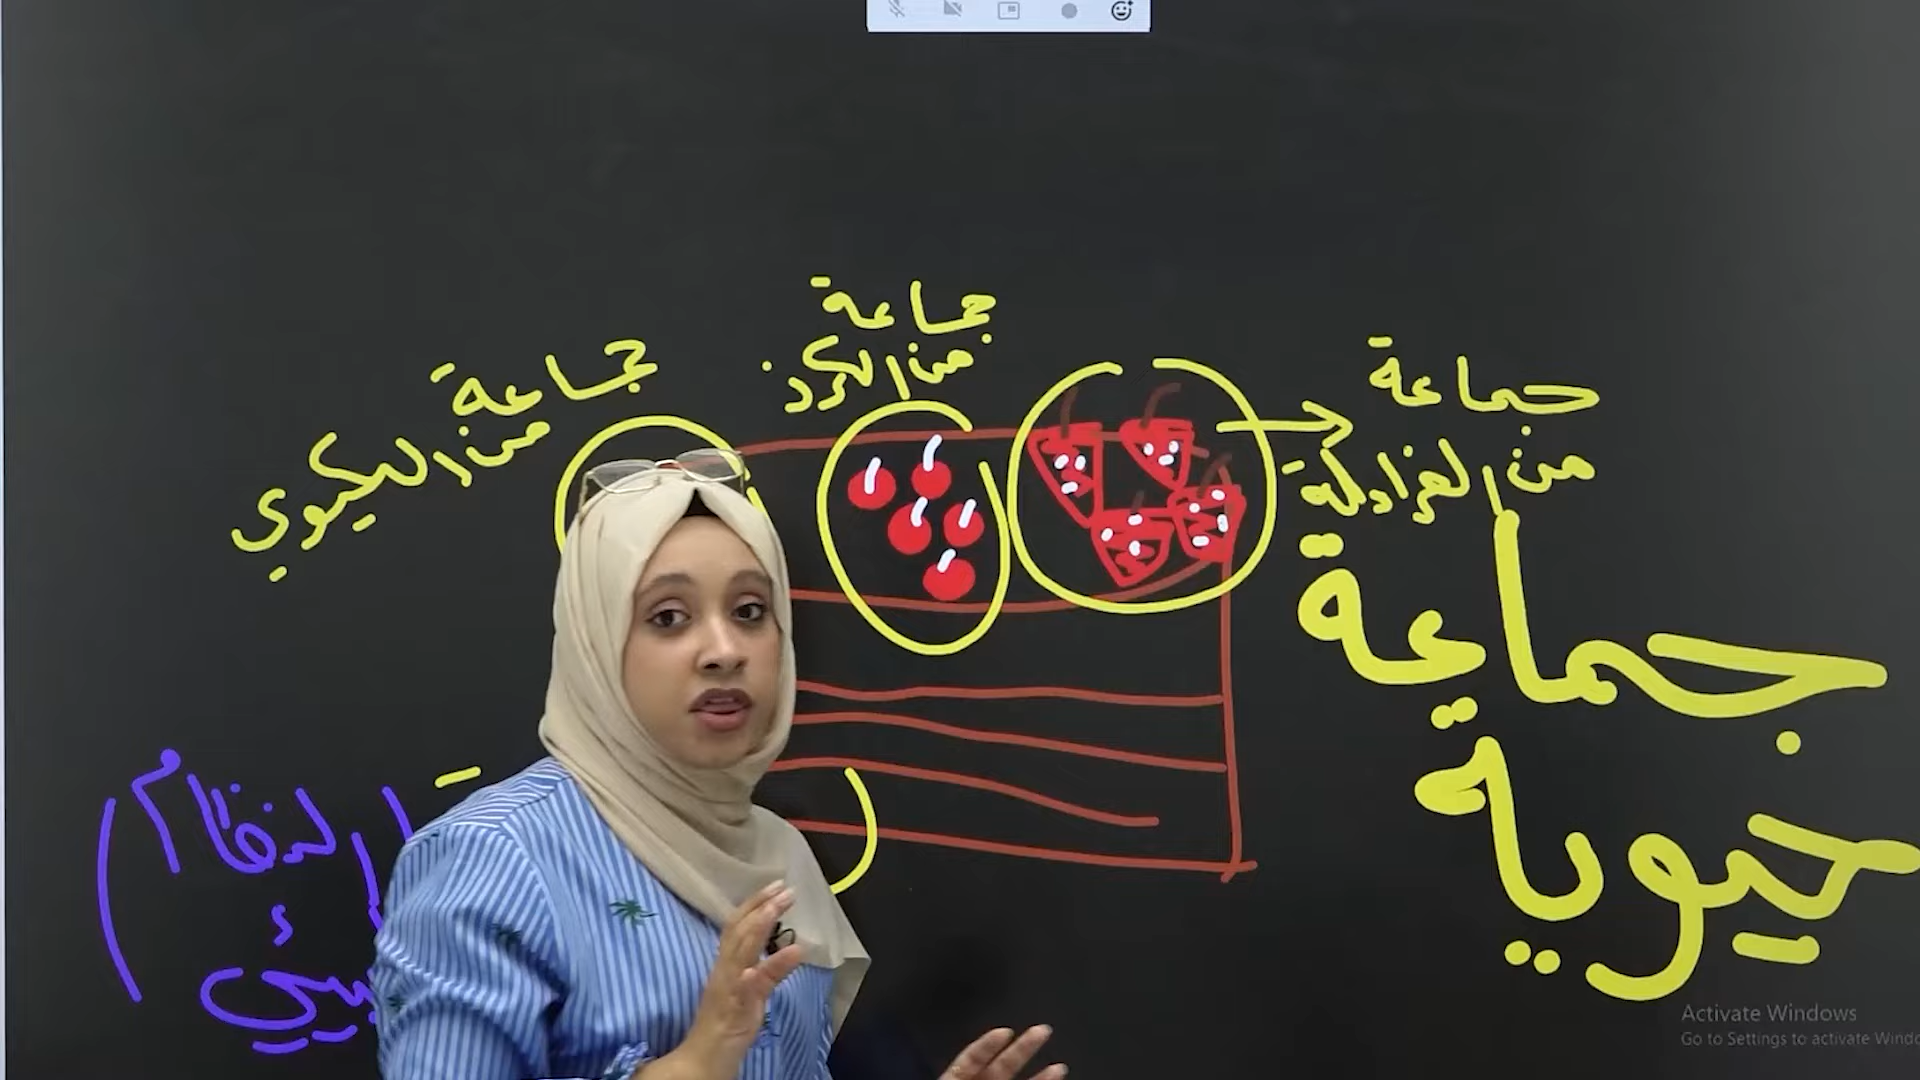 جماعة
من الكرز
جماعة
من الفراولة
جماعة
من الكيوي
جماعة
حيوية
(النظام
البيئي
Activate Windows
Go to Settings to activate Windo